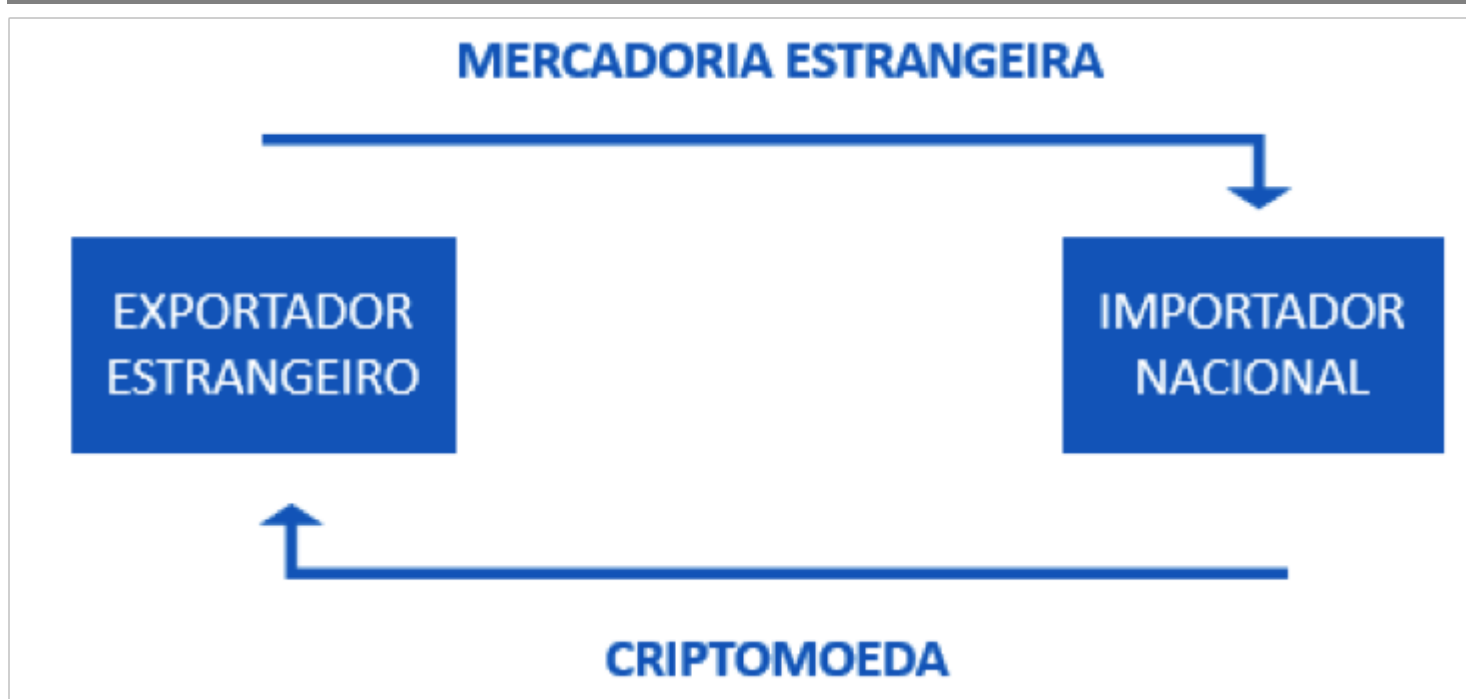 MERCADORIA ESTRANGEIRA
EXPORTADOR
ESTRANGEIRO
IMPORTADOR
NACIONAL
CRIPTOMOEDA